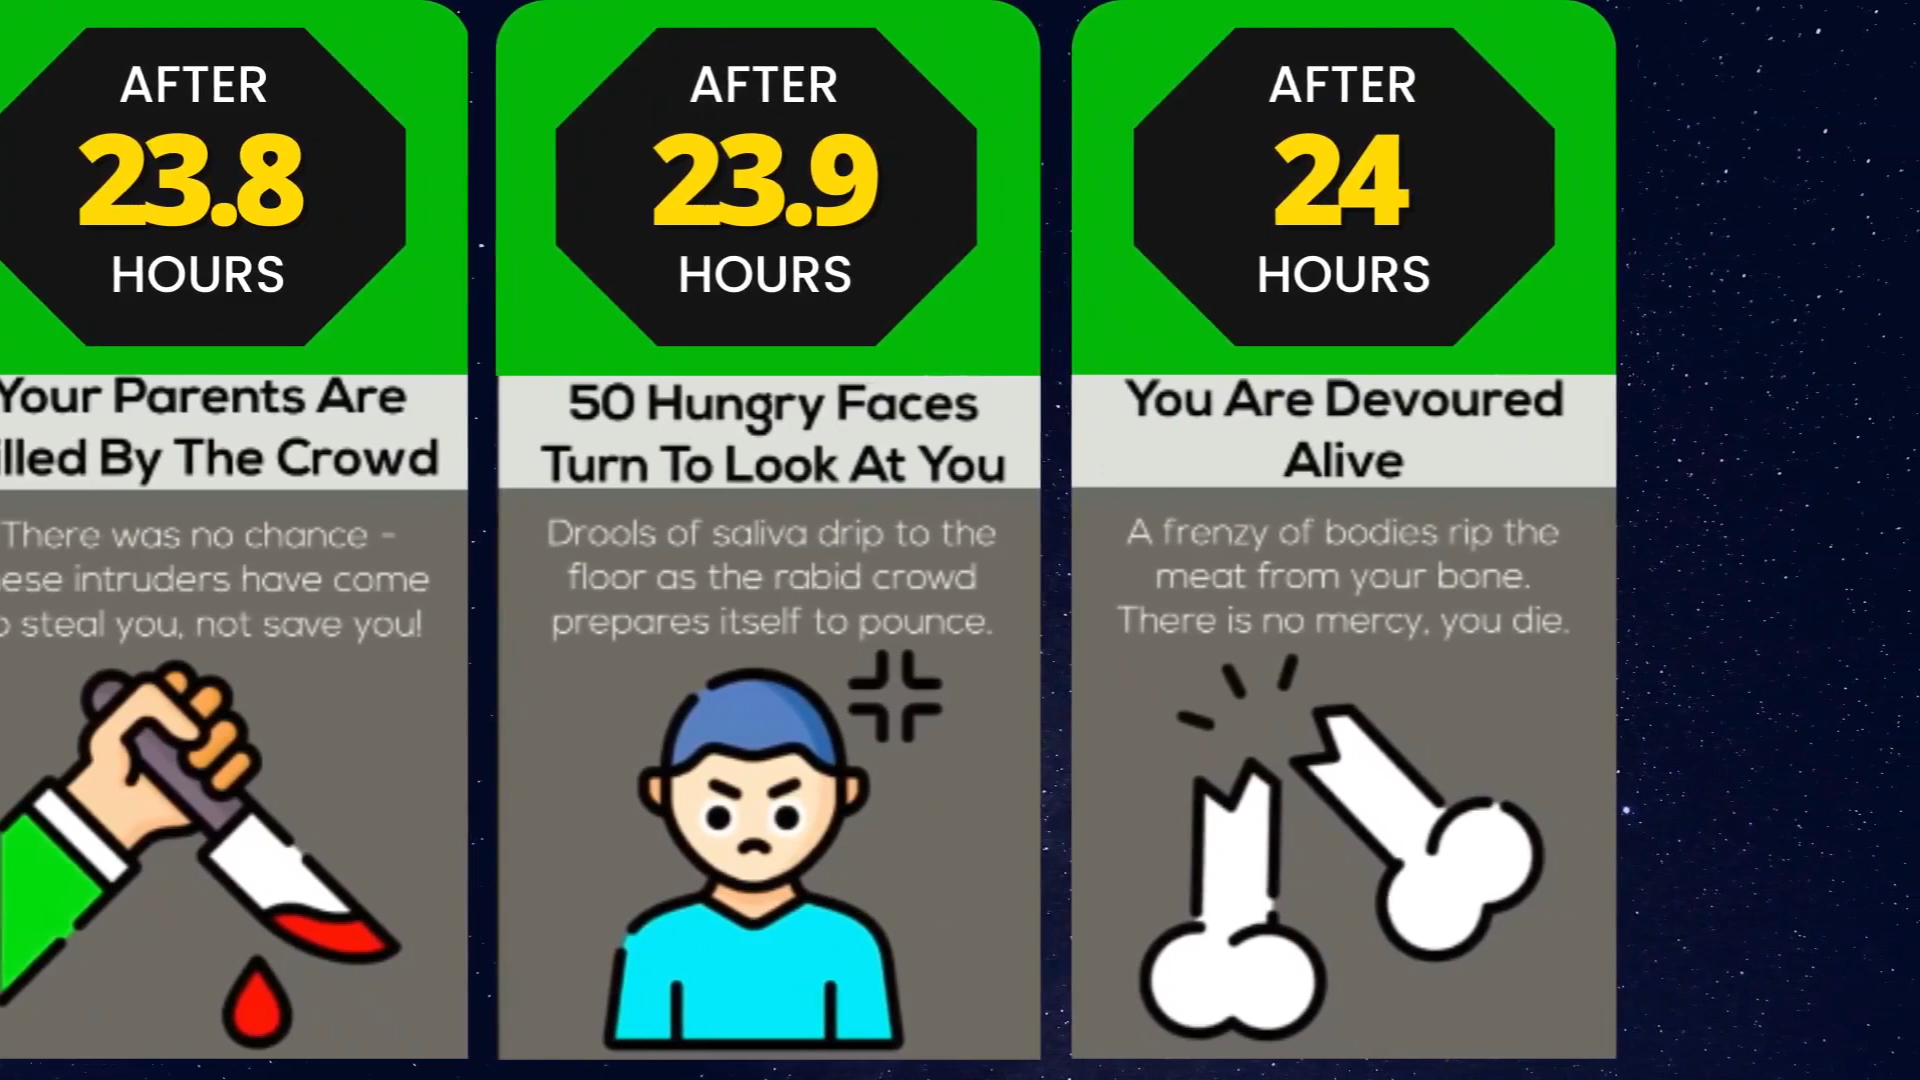 AFTER
23.8
HOURS
Your Parents Are
illed By The Crowd
There was no chance -
ese intruders have come
o steal you, not save you!
AFTER
23.9
HOURS
50 Hungry Faces
Turn To Look At You
Drools of saliva drip to the
floor as the rabid crowd
prepares itself to pounce.
AFTER
24
HOURS
You Are Devoured
Alive
A frenzy of bodies rip the
meat from your bone.
There is no mercy, you die.